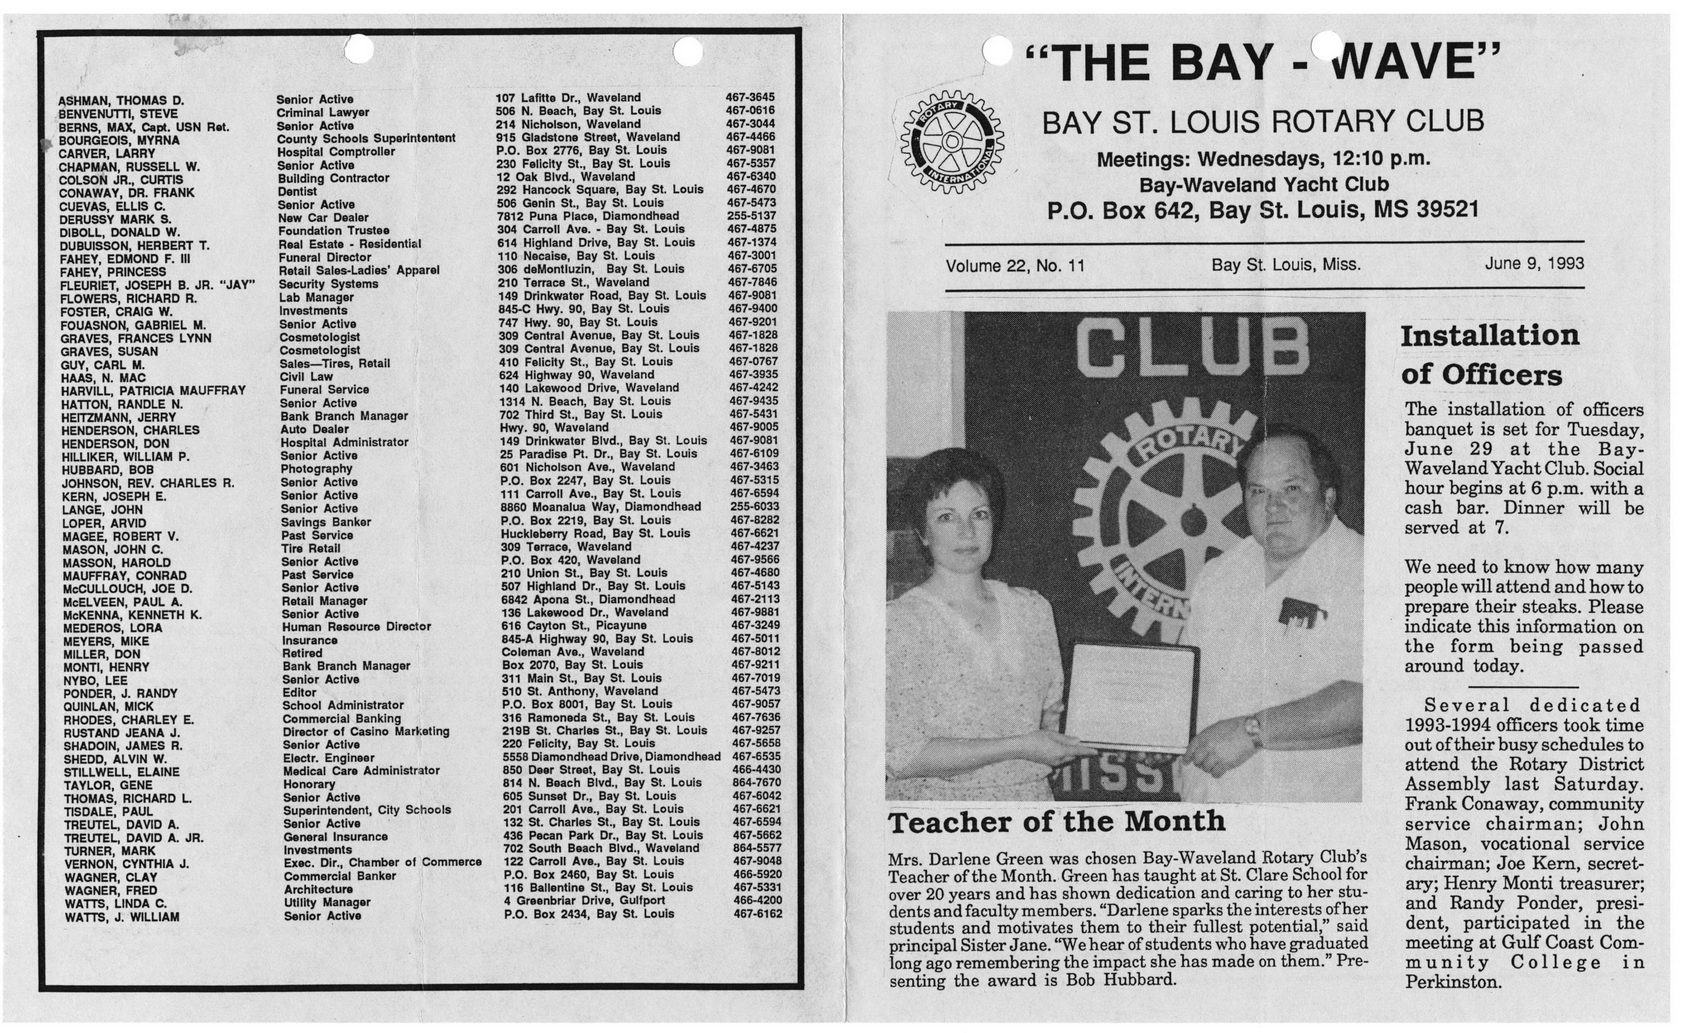 ASHMAN, THOMAS D. Senior Active 107 Lafitte Dr., Waveland 467-3645
BENVENUTTI, STEVE Criminal Lawyer 506 N. Beach, Bay St. Louis 467-0616
BERNS, MAX, Capt. USN Ret. Senior Active 214 Nicholson, Waveland 467-3044
BOURGEOIS, MYRNA County Schools Superintentent 915 Gladstone Street, Waveland 467-4466
CARVER, LARRY Hospital Comptroller P.O. Box 2776, Bay St. Louis 467-9081
CHAPMAN, RUSSELL W. Senior Active 230 Felicity St., Bay St. Louis 467-5357
COLSON JR., CURTIS Building Contractor 12 Oak Blvd., Waveland 467-6340
CONAWAY, DR. FRANK Dentist 292 Hancock Square, Bay St. Louis 467-4670
CUEVAS, ELLIS C. Senior Active 506 Genin St., Bay St. Louis 467-5473
DERUSSY MARK S. New Car Dealer 7812 Puna Place, Diamondhead 255-5137
DIBOLL, DONALD W. Foundation Trustee 304 Carroll Ave. - Bay St. Louis 467-4875
DUBUISSON, HERBERT T. Real Estate - Residential 614 Highland Drive, Bay St. Louis 467-1374
FAHEY, EDMOND F. III Funeral Director 110 Necaise, Bay St. Louis 467-3001
FAHEY, PRINCESS Retail Sales-Ladies' Apparel 306 deMontluzin, Bay St. Louis 467-6705
FLEURIET, JOSEPH B. JR. "JAY" Security Systems 210 Terrace St., Waveland 467-7846
FLOWERS, RICHARD R. Lab Manager 149 Drinkwater Road, Bay St. Louis 467-9081
FOSTER, CRAIG W. Investments 845-C Hwy. 90, Bay St. Louis 467-9400
FOUASNON, GABRIEL M. Senior Active 747 Hwy. 90, Bay St. Louis 467-9201
GRAVES, FRANCES LYNN Cosmetologist 309 Central Avenue, Bay St. Louis 467-1828
GRAVES, SUSAN Cosmetologist 309 Central Avenue, Bay St. Louis 467-1828
GUY, CARL M. Sales—Tires, Retail 410 Felicity St., Bay St. Louis 467-0767
HAAS, N. MAC Civil Law 624 Highway 90, Waveland 467-3935
HARVILL, PATRICIA MAUFFRAY Funeral Service 140 Lakewood Drive, Waveland 467-4242
HATTON, RANDLE N. Senior Active 1314 N. Beach, Bay St. Louis 467-9435
HEITZMANN, JERRY Bank Branch Manager 702 Third St., Bay St. Louis 467-5431
HENDERSON, CHARLES Auto Dealer Hwy. 90, Waveland 467-9005
HENDERSON, DON Hospital Administrator 149 Drinkwater Blvd., Bay St. Louis 467-9081
HILLIKER, WILLIAM P. Senior Active 25 Paradise Pt. Dr., Bay St. Louis 467-6109
HUBBARD, BOB Photography 601 Nicholson Ave., Waveland 467-3463
JOHNSON, REV. CHARLES R. Senior Active P.O. Box 2247, Bay St. Louis 467-5315
KERN, JOSEPH E. Senior Active 111 Carroll Ave., Bay St. Louis 467-6594
LANGE, JOHN Senior Active 8860 Moanalua Way, Diamondhead 255-6033
LOPER, ARVID Savings Banker P.O. Box 2219, Bay St. Louis 467-8282
MAGEE, ROBERT V. Past Service Huckleberry Road, Bay St. Louis 467-6621
MASON, JOHN C. Tire Retail 309 Terrace, Waveland 467-4237
MASSON, HAROLD Senior Active P.O. Box 420, Waveland 467-9566
MAUFFRAY, CONRAD Past Service 210 Union St., Bay St. Louis 467-4680
McCULLOUCH, JOE D. Senior Active 507 Highland Dr., Bay St. Louis 467-5143
McELVEEN, PAUL A. Retail Manager 6842 Apona St., Diamondhead 467-2113
McKENNA, KENNETH K. Senior Active 136 Lakewood Dr., Waveland 467-9881
MEDEROS, LORA Human Resource Director 616 Cayton St., Picayune 467-3249
MEYERS, MIKE Insurance 845-A Highway 90, Bay St. Louis 467-5011
MILLER, DON Retired Coleman Ave., Waveland 467-8012
MONTI, HENRY Bank Branch Manager Box 2070, Bay St. Louis 467-9211
NYBO, LEE Senior Active 311 Main St., Bay St. Louis 467-7019
PONDER, J. RANDY Editor 510 St. Anthony, Waveland 467-5473
QUINLAN, MICK School Administrator P.O. Box 8001, Bay St. Louis 467-9057
RHODES, CHARLEY E. Commercial Banking 316 Ramoneda St., Bay St. Louis 467-7636
RUSTAND JEANA J. Director of Casino Marketing 219B St. Charles St., Bay St. Louis 467-9257
SHADOIN, JAMES R. Senior Active 220 Felicity, Bay St. Louis 467-5658
SHEDD, ALVIN W. Electr. Engineer 5558 Diamondhead Drive, Diamondhead 467-6535
STILLWELL, ELAINE Medical Care Administrator 850 Deer Street, Bay St. Louis 466-4430
TAYLOR, GENE Honorary 814 N. Beach Blvd., Bay St. Louis 864-7670
THOMAS, RICHARD L. Senior Active 605 Sunset Dr., Bay St. Louis 467-6042
TISDALE, PAUL Superintendent, City Schools 201 Carroll Ave., Bay St. Louis 467-6621
TREUTEL, DAVID A. Senior Active 132 St. Charles St., Bay St. Louis 467-6594
TREUTEL, DAVID A. JR. General Insurance 436 Pecan Park Dr., Bay St. Louis 467-5662
TURNER, MARK Investments 702 South Beach Blvd., Waveland 864-5577
VERNON, CYNTHIA J. Exec. Dir., Chamber of Commerce 122 Carroll Ave., Bay St. Louis 467-9048
WAGNER, CLAY Commercial Banker P.O. Box 2460, Bay St. Louis 466-5920
WAGNER, FRED Architecture 116 Ballentine St., Bay St. Louis 467-5331
WATTS, LINDA C. Utility Manager 4 Greenbriar Drive, Gulfport 466-4200
WATTS, J. WILLIAM Senior Active P.O. Box 2434, Bay St. Louis 467-6162
"THE BAY - WAVE"
ROTARY INTERNATIONAL
BAY ST. LOUIS ROTARY CLUB
Meetings: Wednesdays, 12:10 p.m.
Bay-Waveland Yacht Club
P.O. Box 642, Bay St. Louis, MS 39521
Volume 22, No. 11 Bay St. Louis, Miss. June 9, 1993
CLUB
ROTARY
INTERN
MISSI
Teacher of the Month
Mrs. Darlene Green was chosen Bay-Waveland Rotary Club's
Teacher of the Month. Green has taught at St. Clare School for
over 20 years and has shown dedication and caring to her stu-
dents and faculty members. "Darlene sparks the interests of her
students and motivates them to their fullest potential," said
principal Sister Jane. "We hear of students who have graduated
long ago remembering the impact she has made on them." Pre-
senting the award is Bob Hubbard.
Installation
of Officers
The installation of officers
banquet is set for Tuesday,
June 29 at the Bay-
Waveland Yacht Club. Social
hour begins at 6 p.m. with a
cash bar. Dinner will be
served at 7.
We need to know how many
people will attend and how to
prepare their steaks. Please
indicate this information on
the form being passed
around today.
Several dedicated
1993-1994 officers took time
out of their busy schedules to
attend the Rotary District
Assembly last Saturday.
Frank Conaway, community
service chairman; John
Mason, vocational service
chairman; Joe Kern, secret-
ary; Henry Monti treasurer;
and Randy Ponder, presi-
dent, participated in the
meeting at Gulf Coast Com-
munity College in
Perkinston.